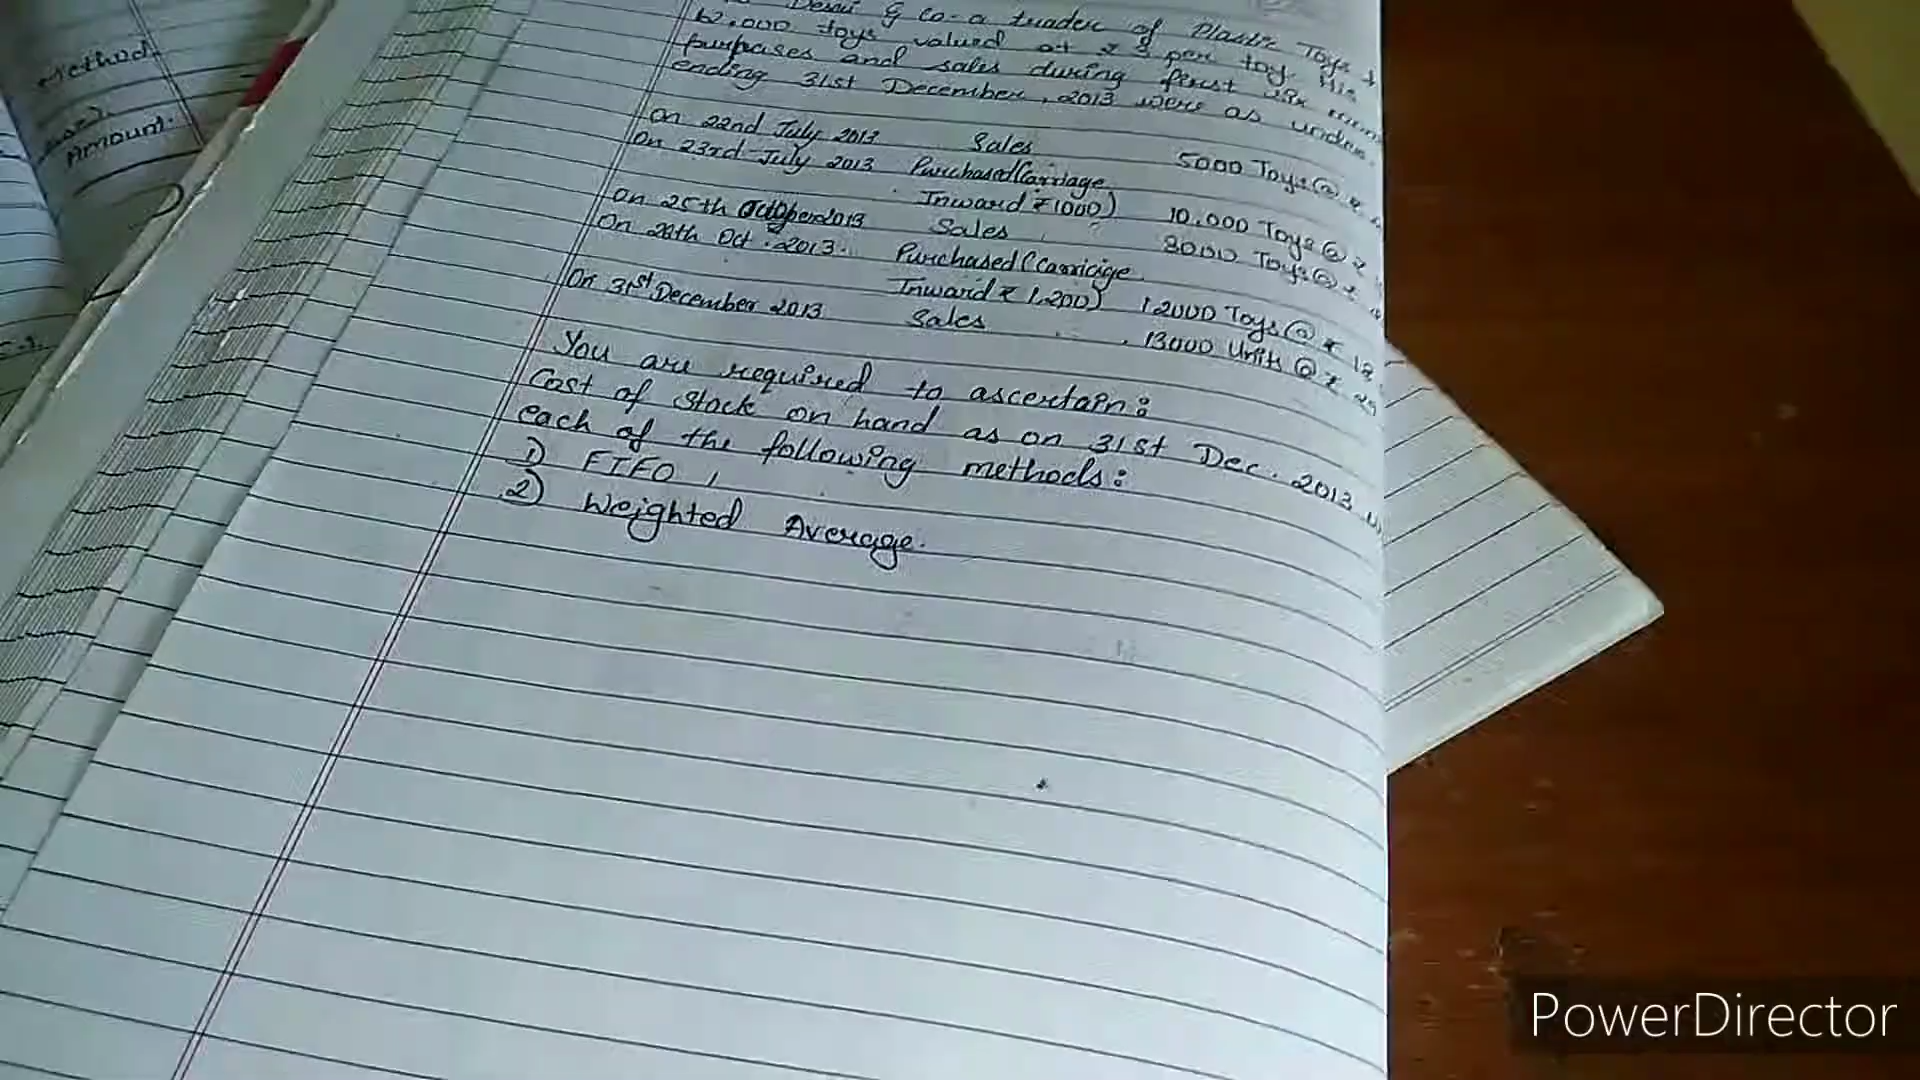 Method.
Amount.
Desai & Co- a trader of Plastic Toys
12.000 toys valued at ₹ 3 per toy. His
purpases and sales during first six
ending 31st December, 2013 were as under.
On 22nd July 2013 Sales 5000 Toys @ ₹
On 23rd July 2013 Purchased (Carriage
Inward ₹ 1000) 10.000 Toys @ ₹
On 25th October 2013 Sales 8000 Toys @ ₹
On 28th Oct. 2013. Purchased (Carriage
Inward ₹ 1,200) 12000 Toys @ ₹
On 31st December 2013 Sales 13000 Units @ ₹
You are required to ascertain:
Cost of stock on hand as on 31st Dec. 2013
each of the following methods:
1) FIFO,
2) Weighted Average.
PowerDirector